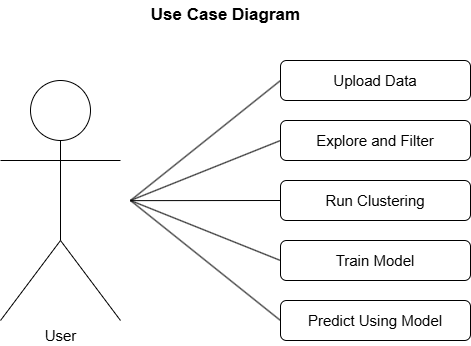 Use Case Diagram
Upload Data
Explore and Filter
Run Clustering
Train Model
Predict Using Model
User